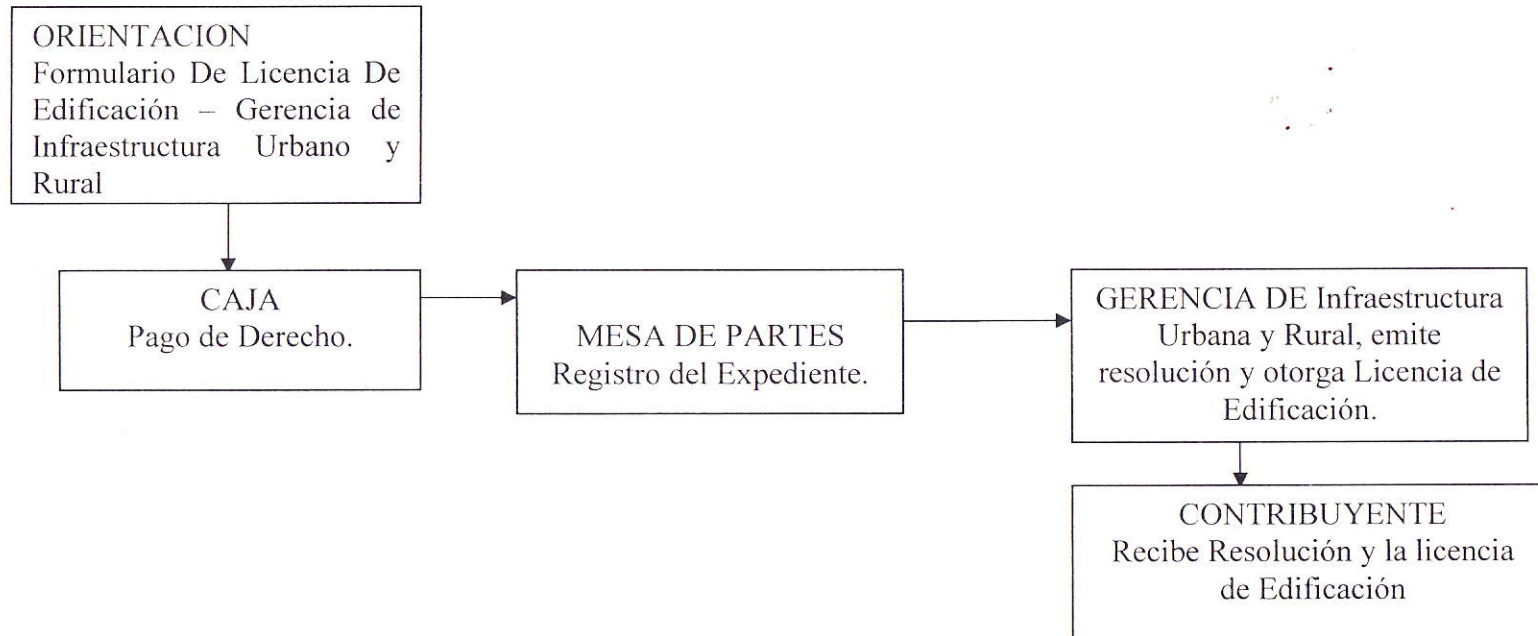 ORIENTACION
Formulario De Licencia De
Edificación – Gerencia de
Infraestructura Urbano y
Rural
CAJA
Pago de Derecho.
MESA DE PARTES
Registro del Expediente.
GERENCIA DE Infraestructura
Urbana y Rural, emite
resolución y otorga Licencia de
Edificación.
CONTRIBUYENTE
Recibe Resolución y la licencia
de Edificación